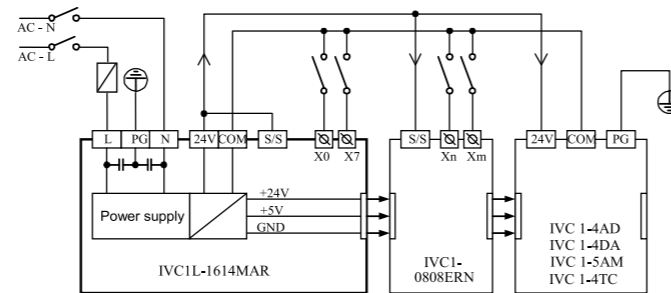 AC - N
AC - L
L PG N 24V COM S/S X0 X7
S/S Xn Xm
24V COM PG
Power supply
+24V
+5V
GND
IVC1L-1614MAR
IVC1-
0808ERN
IVC 1-4AD
IVC 1-4DA
IVC 1-5AM
IVC 1-4TC